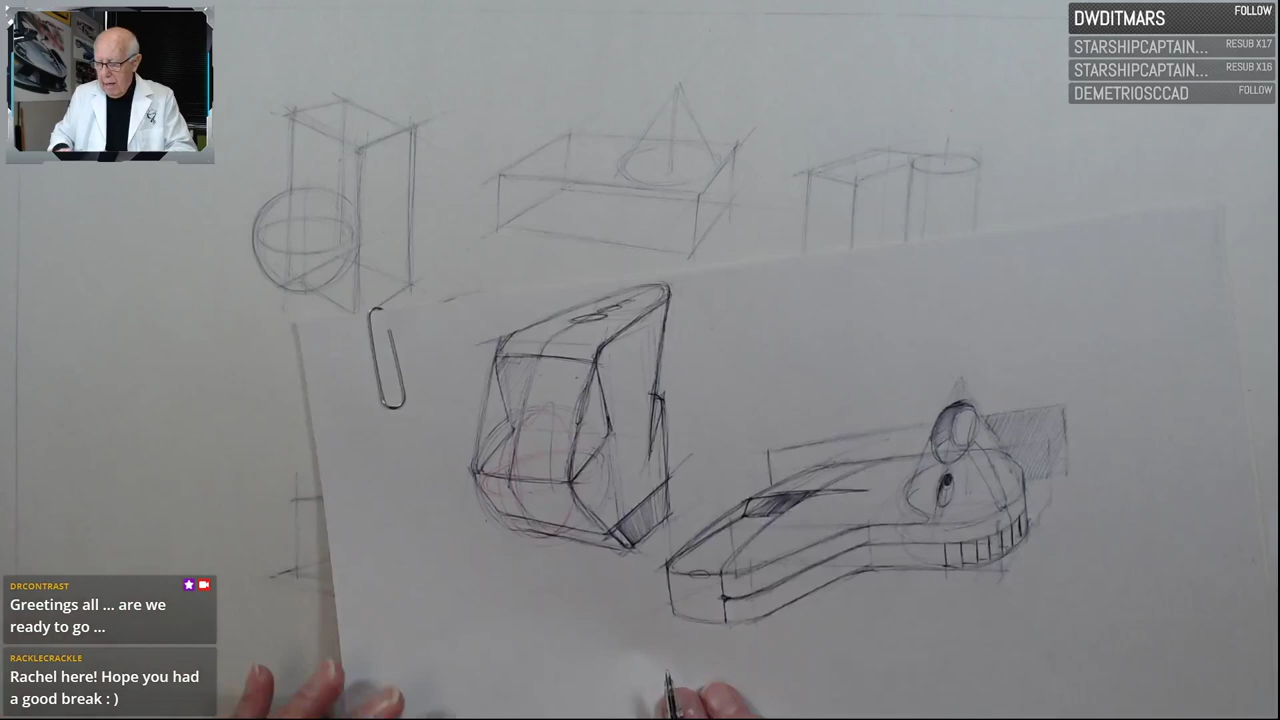 DWDITMARS FOLLOW
STARSHIPCAPTAIN... RESUB X17
STARSHIPCAPTAIN... RESUB X16
DEMETRIOSCCAD FOLLOW
DRCONTRAST
Greetings all ... are we
ready to go ...
RACKLECRACKLE
Rachel here! Hope you had
a good break : )